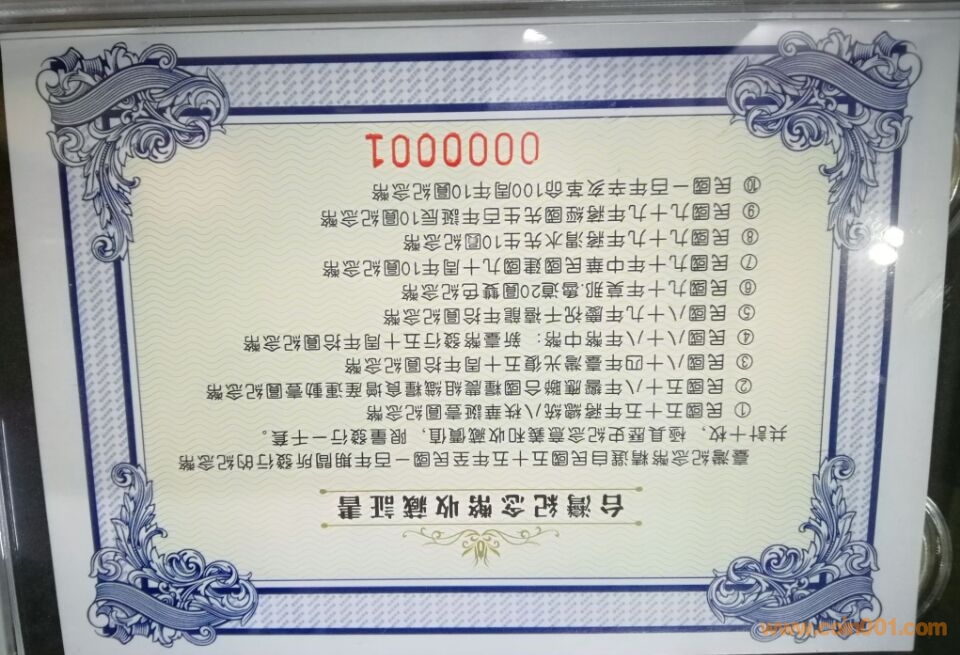 台灣紀念幣收藏証書
臺灣紀念幣精選自民國五十五年至民國一百年期間所發行的紀念幣
共計十枚，極具歷史紀念意義和收藏價值，限量發行一千套。
① 民國五十五年蔣總統八秩華誕壹圓紀念幣
② 民國五十八年響應聯合國糧農組織糧食增産運動壹圓紀念幣
③ 民國八十四年臺灣光復五十周年拾圓紀念幣
④ 民國八十八年幣中幣：新臺幣發行五十周年拾圓紀念幣
⑤ 民國八十九年慶祝千禧龍年拾圓紀念幣
⑥ 民國九十年莫那.魯道20圓雙色紀念幣
⑦ 民國九十年中華民國建國九十周年10圓紀念幣
⑧ 民國九十九年蔣渭水先生10圓紀念幣
⑨ 民國九十九年蔣經國先生百年誕辰10圓紀念幣
⑩ 民國一百年辛亥革命100周年10圓紀念幣
0000001
www.coin001.com